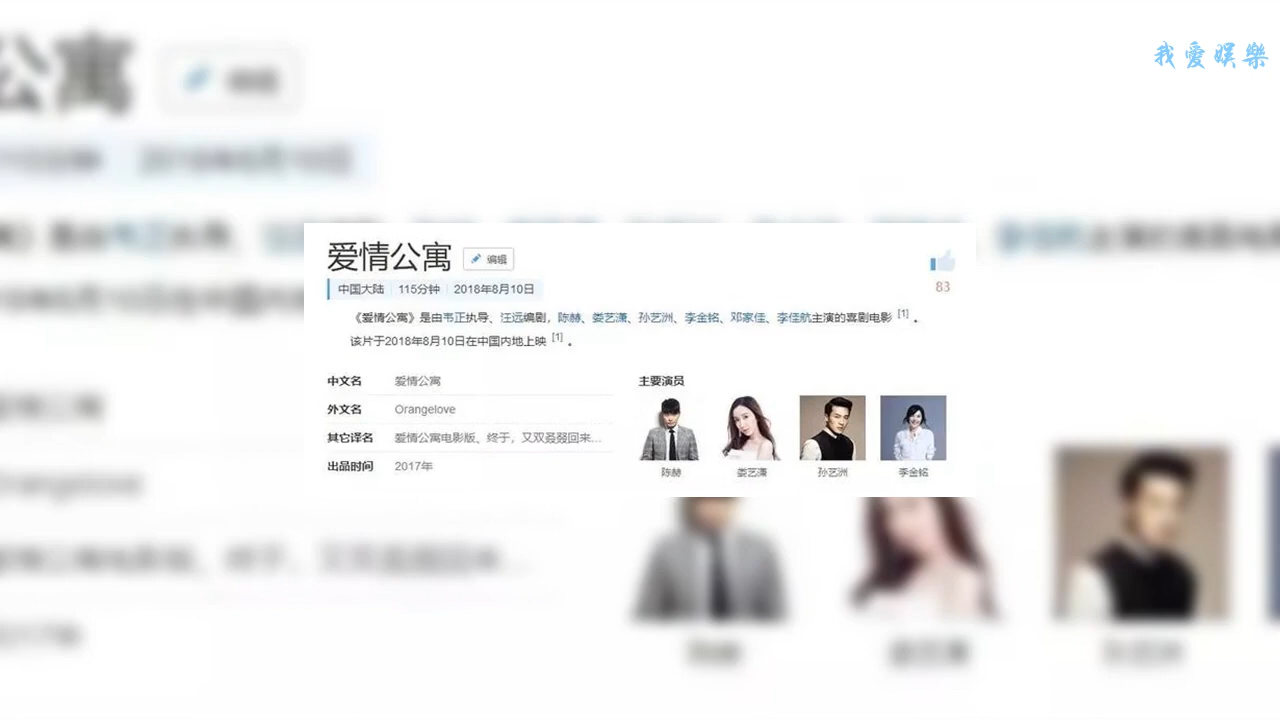 我愛娱樂
爱情公寓
编辑
83
中国大陆 115分钟 2018年8月10日
《爱情公寓》是由韦正执导、汪远编剧，陈赫、娄艺潇、孙艺洲、李金铭、邓家佳、李佳航主演的喜剧电影 [1] 。
该片于2018年8月10日在中国内地上映 [1] 。
中文名 爱情公寓
外文名 Orangelove
其它译名 爱情公寓电影版、终于，又双叒叕回来...
出品时间 2017年
主要演员
陈赫 娄艺潇 孙艺洲 李金铭